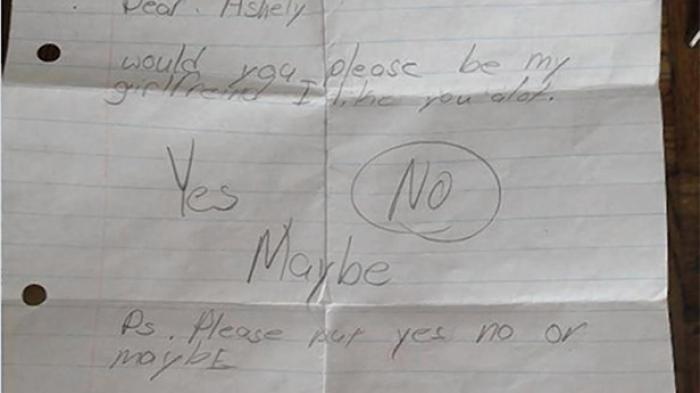 Dear. Ashely
would you please be my
girlfreind I like you alot.
Yes NO
Maybe
Ps. Please put yes no or
maybE